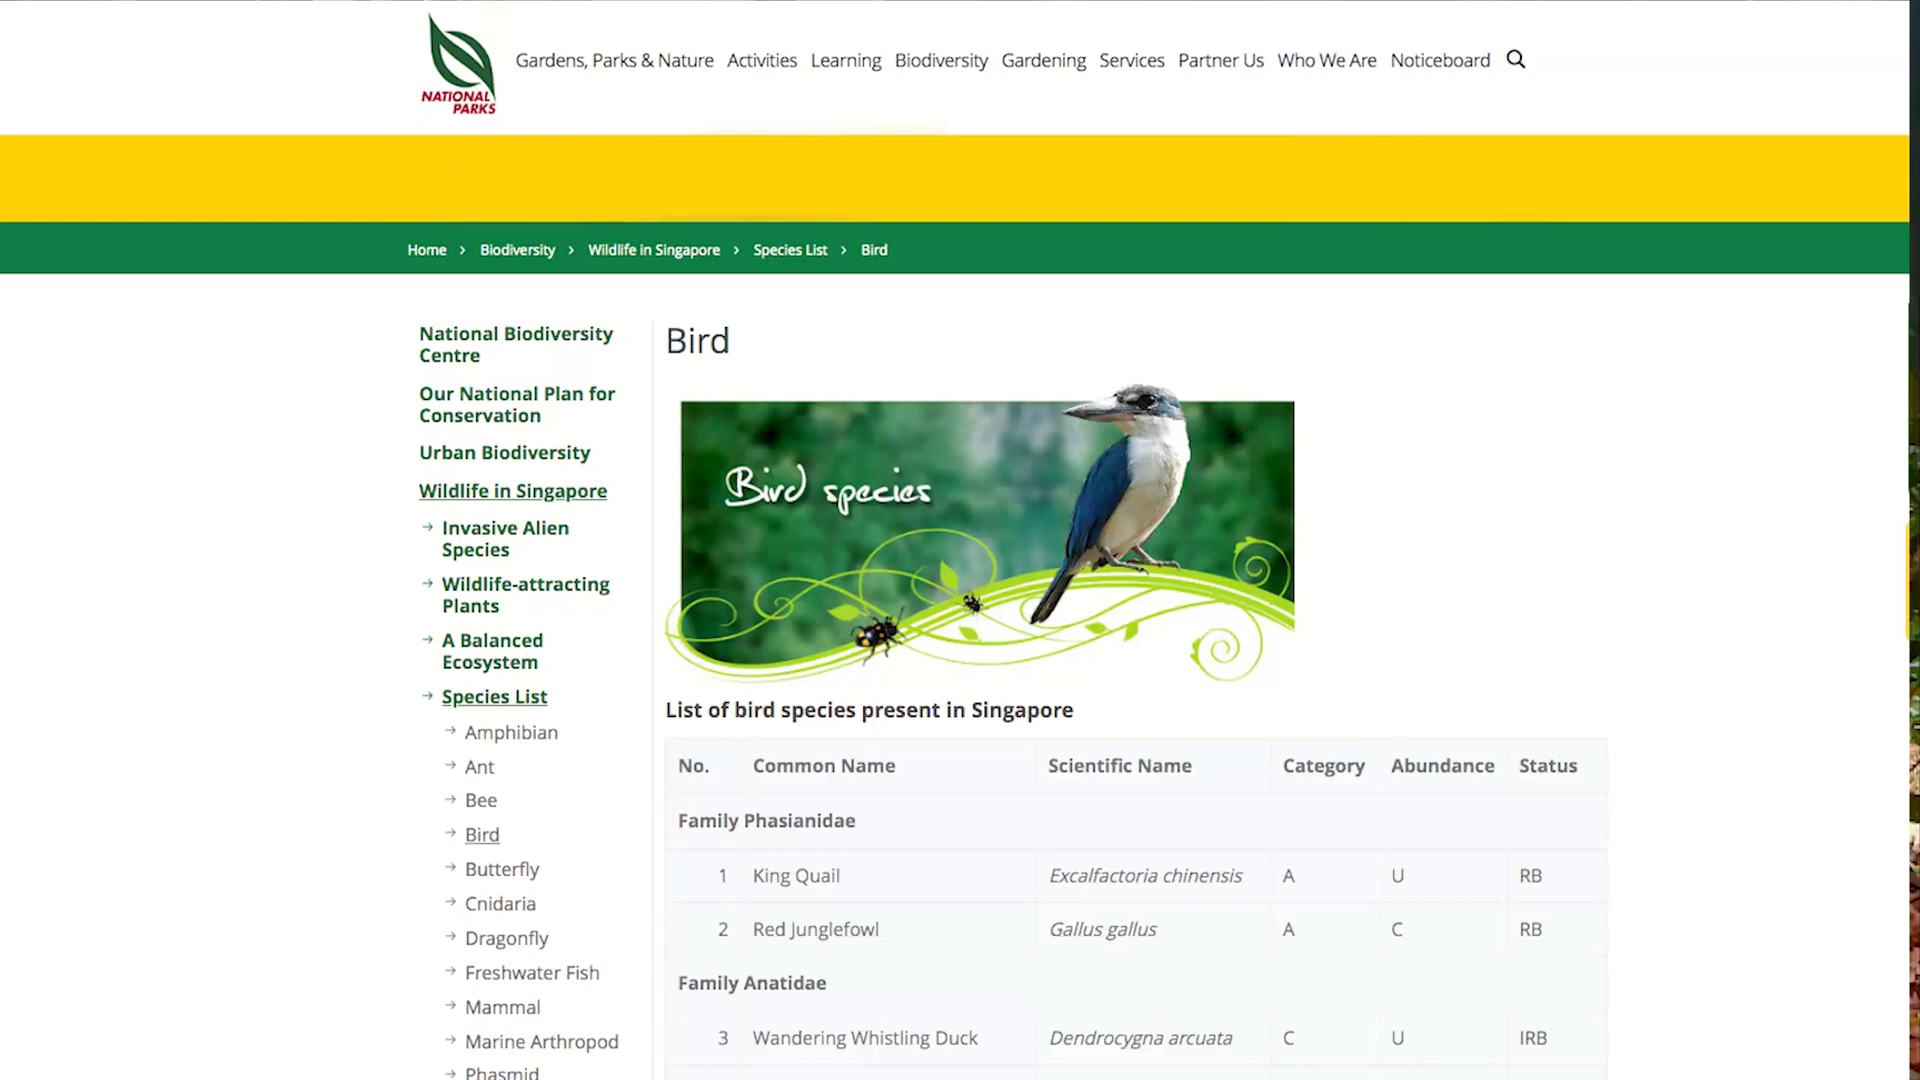 NATIONAL
PARKS
Gardens, Parks & Nature Activities Learning Biodiversity Gardening Services Partner Us Who We Are Noticeboard
Home > Biodiversity > Wildlife in Singapore > Species List > Bird
National Biodiversity
Centre
Our National Plan for
Conservation
Urban Biodiversity
Wildlife in Singapore
Invasive Alien
Species
Wildlife-attracting
Plants
A Balanced
Ecosystem
Species List
Amphibian
Ant
Bee
Bird
Butterfly
Cnidaria
Dragonfly
Freshwater Fish
Mammal
Marine Arthropod
Phasmid
Bird
Bird species
List of bird species present in Singapore
No. Common Name Scientific Name Category Abundance Status
Family Phasianidae
1 King Quail Excalfactoria chinensis A U RB
2 Red Junglefowl Gallus gallus A C RB
Family Anatidae
3 Wandering Whistling Duck Dendrocygna arcuata C U IRB